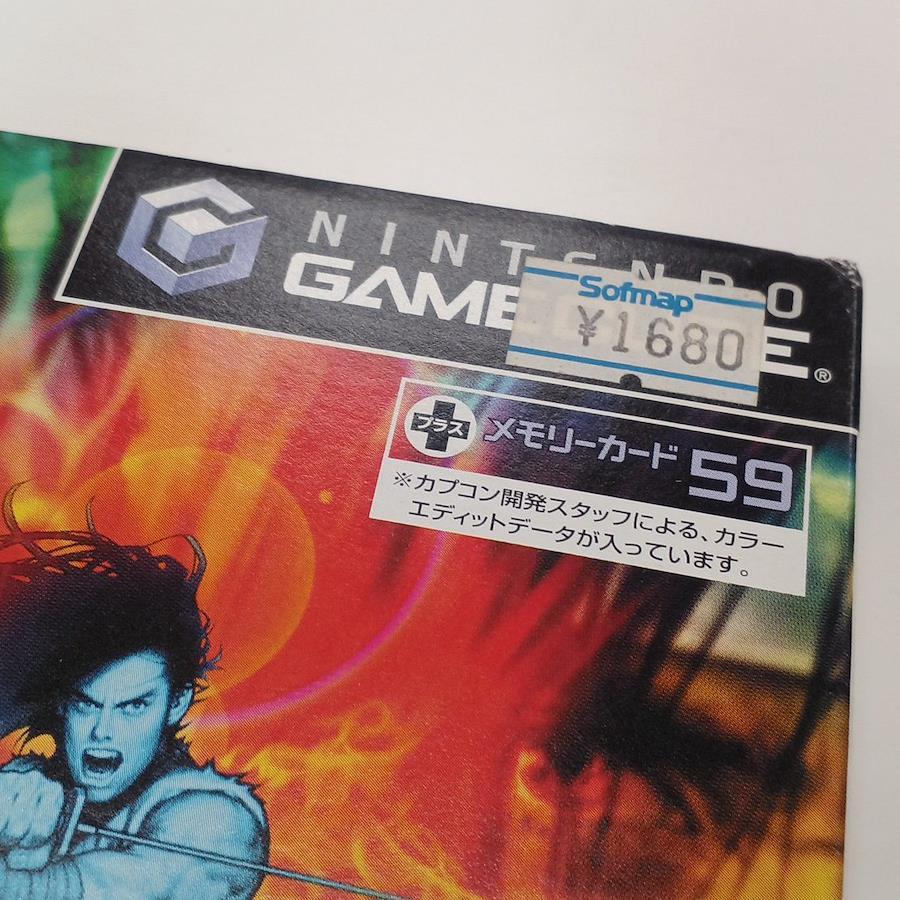 NINTENDO
GAMECUBE®
Sofmap
¥1680
プラス メモリーカード 59
※カプコン開発スタッフによる、カラー
エディットデータが入っています。